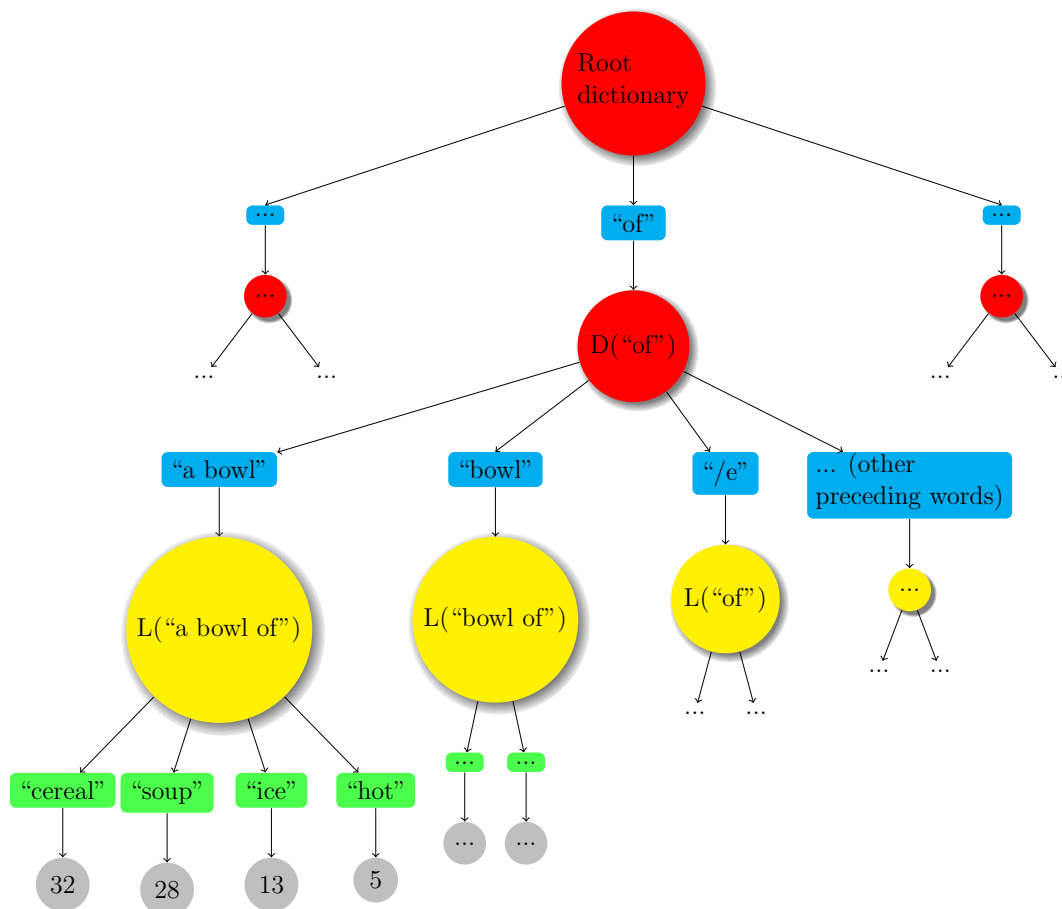 Root
dictionary
...
“of”
...
...
D(“of”)
...
...
...
...
...
“a bowl”
“bowl”
“/e”
... (other
preceding words)
L(“a bowl of”)
L(“bowl of”)
L(“of”)
...
...
...
...
...
“cereal”
“soup”
“ice”
“hot”
...
...
32
28
13
5
...
...